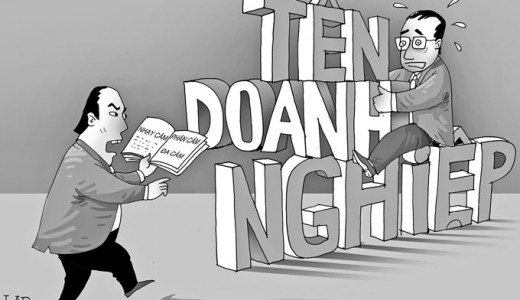 TÊN
DOANH
NGHIỆP
NHẠY CẢM
PHẢN CẢM
ĐA CẢM